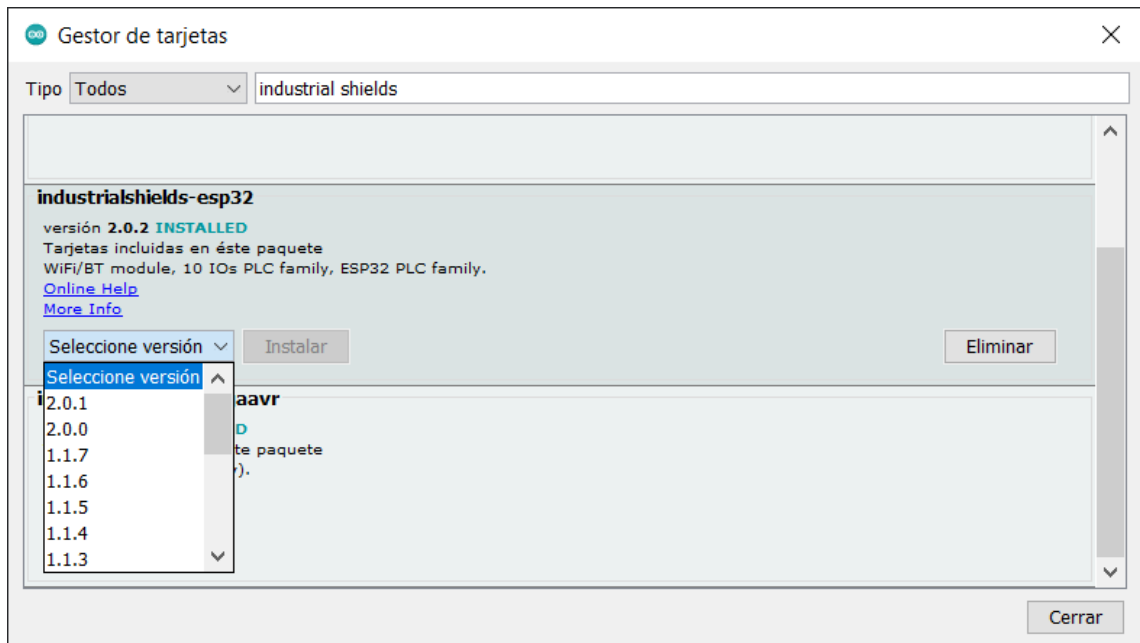 Gestor de tarjetas
Tipo Todos industrial shields
industrialshields-esp32
versión 2.0.2 INSTALLED
Tarjetas incluidas en éste paquete
WiFi/BT module, 10 IOs PLC family, ESP32 PLC family.
Online Help
More Info
Seleccione versión Instalar Eliminar
Seleccione versión
2.0.1
2.0.0
1.1.7
1.1.6
1.1.5
1.1.4
1.1.3
aavr
te paquete
Cerrar